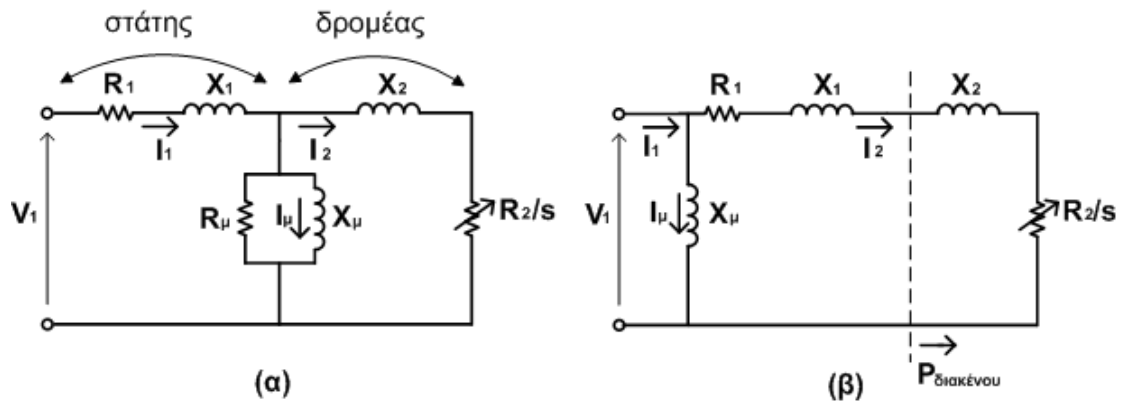 στάτης δρομέας
R₁ X₁ X₂
I₁ I₂
V₁ Rμ Iμ Xμ R₂/s
(α)
R₁ X₁ X₂
I₁ I₂
V₁ Iμ Xμ R₂/s
(β) Pδιακένου